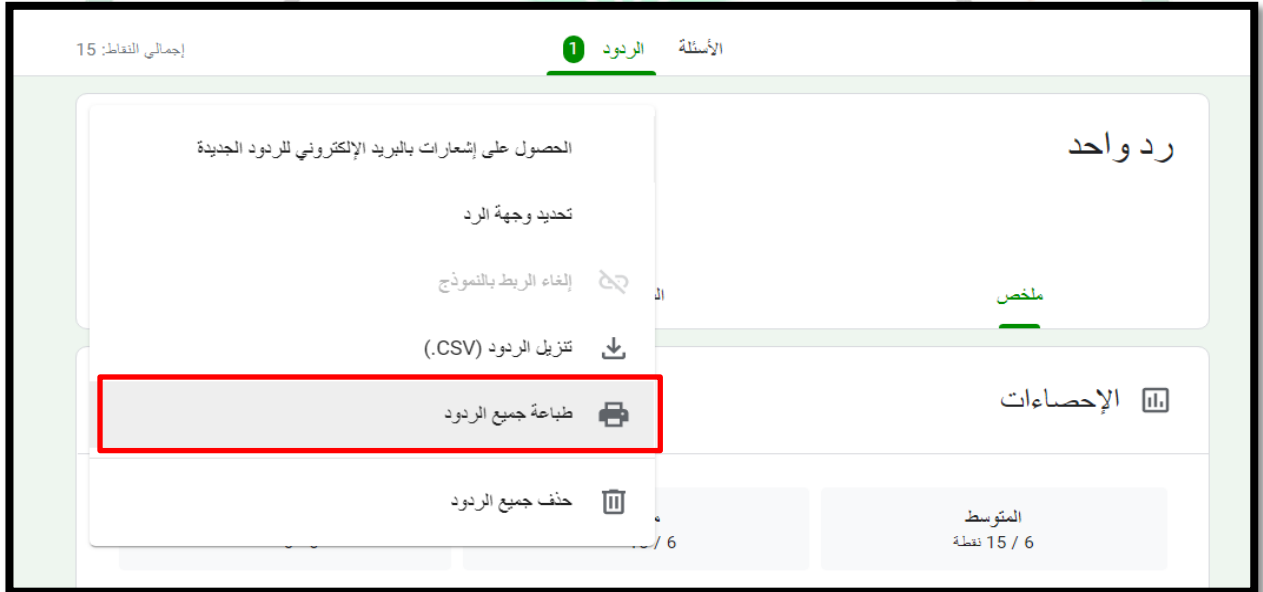 الأسئلة
الردود 1
إجمالي النقاط: 15
رد واحد
ملخص
الحصول على إشعارات بالبريد الإلكتروني للردود الجديدة
تحديد وجهة الرد
إلغاء الربط بالنموذج
تنزيل الردود (CSV.)
طباعة جميع الردود
حذف جميع الردود
الإحصاءات
المتوسط
6 / 15 نقطة